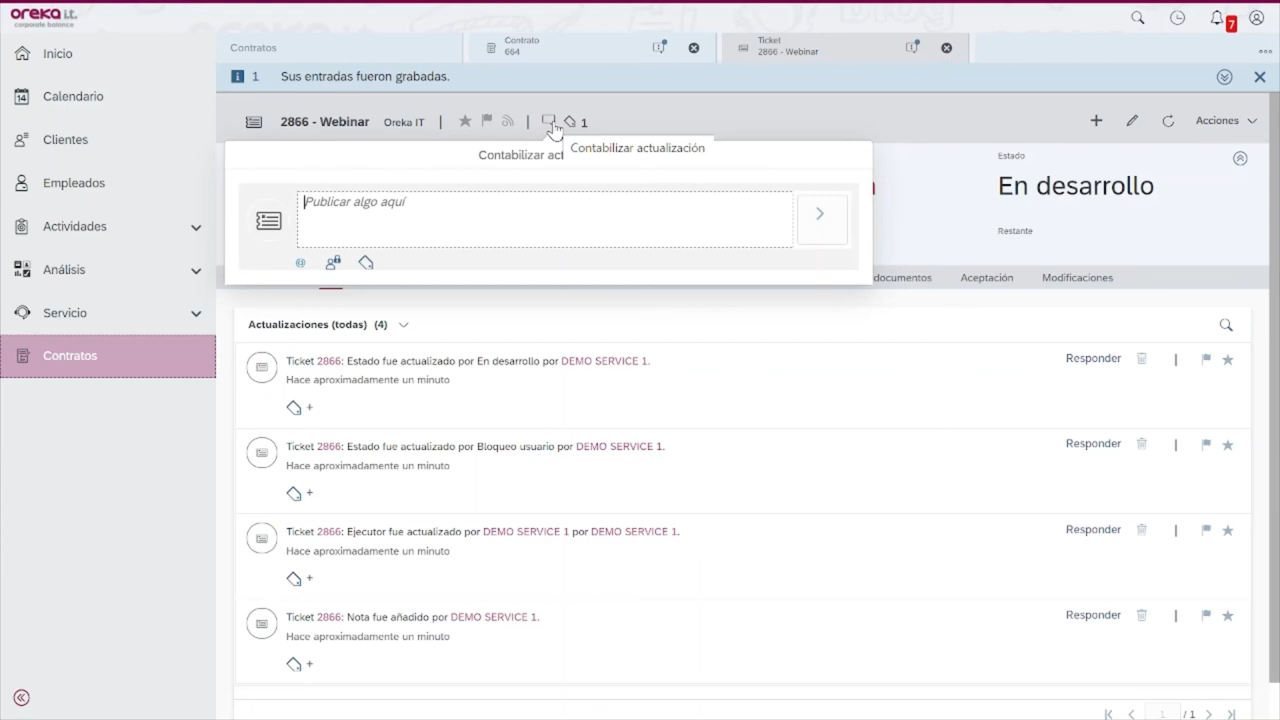 oreka i.t.
corporate balance
7
Inicio
14
Calendario
Clientes
Empleados
Actividades
Análisis
Servicio
Contratos
Contratos
Contrato
664
Ticket
2866 - Webinar
1 Sus entradas fueron grabadas.
2866 - Webinar Oreka IT | | 1
Acciones
Contabilizar act
Contabilizar actualización
Publicar algo aquí
@
Estado
En desarrollo
Restante
documentos Aceptación Modificaciones
Actualizaciones (todas) (4)
Ticket 2866: Estado fue actualizado por En desarrollo por DEMO SERVICE 1.
Responder |
Hace aproximadamente un minuto
+
Ticket 2866: Estado fue actualizado por Bloqueo usuario por DEMO SERVICE 1.
Responder |
Hace aproximadamente un minuto
+
Ticket 2866: Ejecutor fue actualizado por DEMO SERVICE 1 por DEMO SERVICE 1.
Responder |
Hace aproximadamente un minuto
+
Ticket 2866: Nota fue añadido por DEMO SERVICE 1.
Responder |
Hace aproximadamente un minuto
+
1 / 1